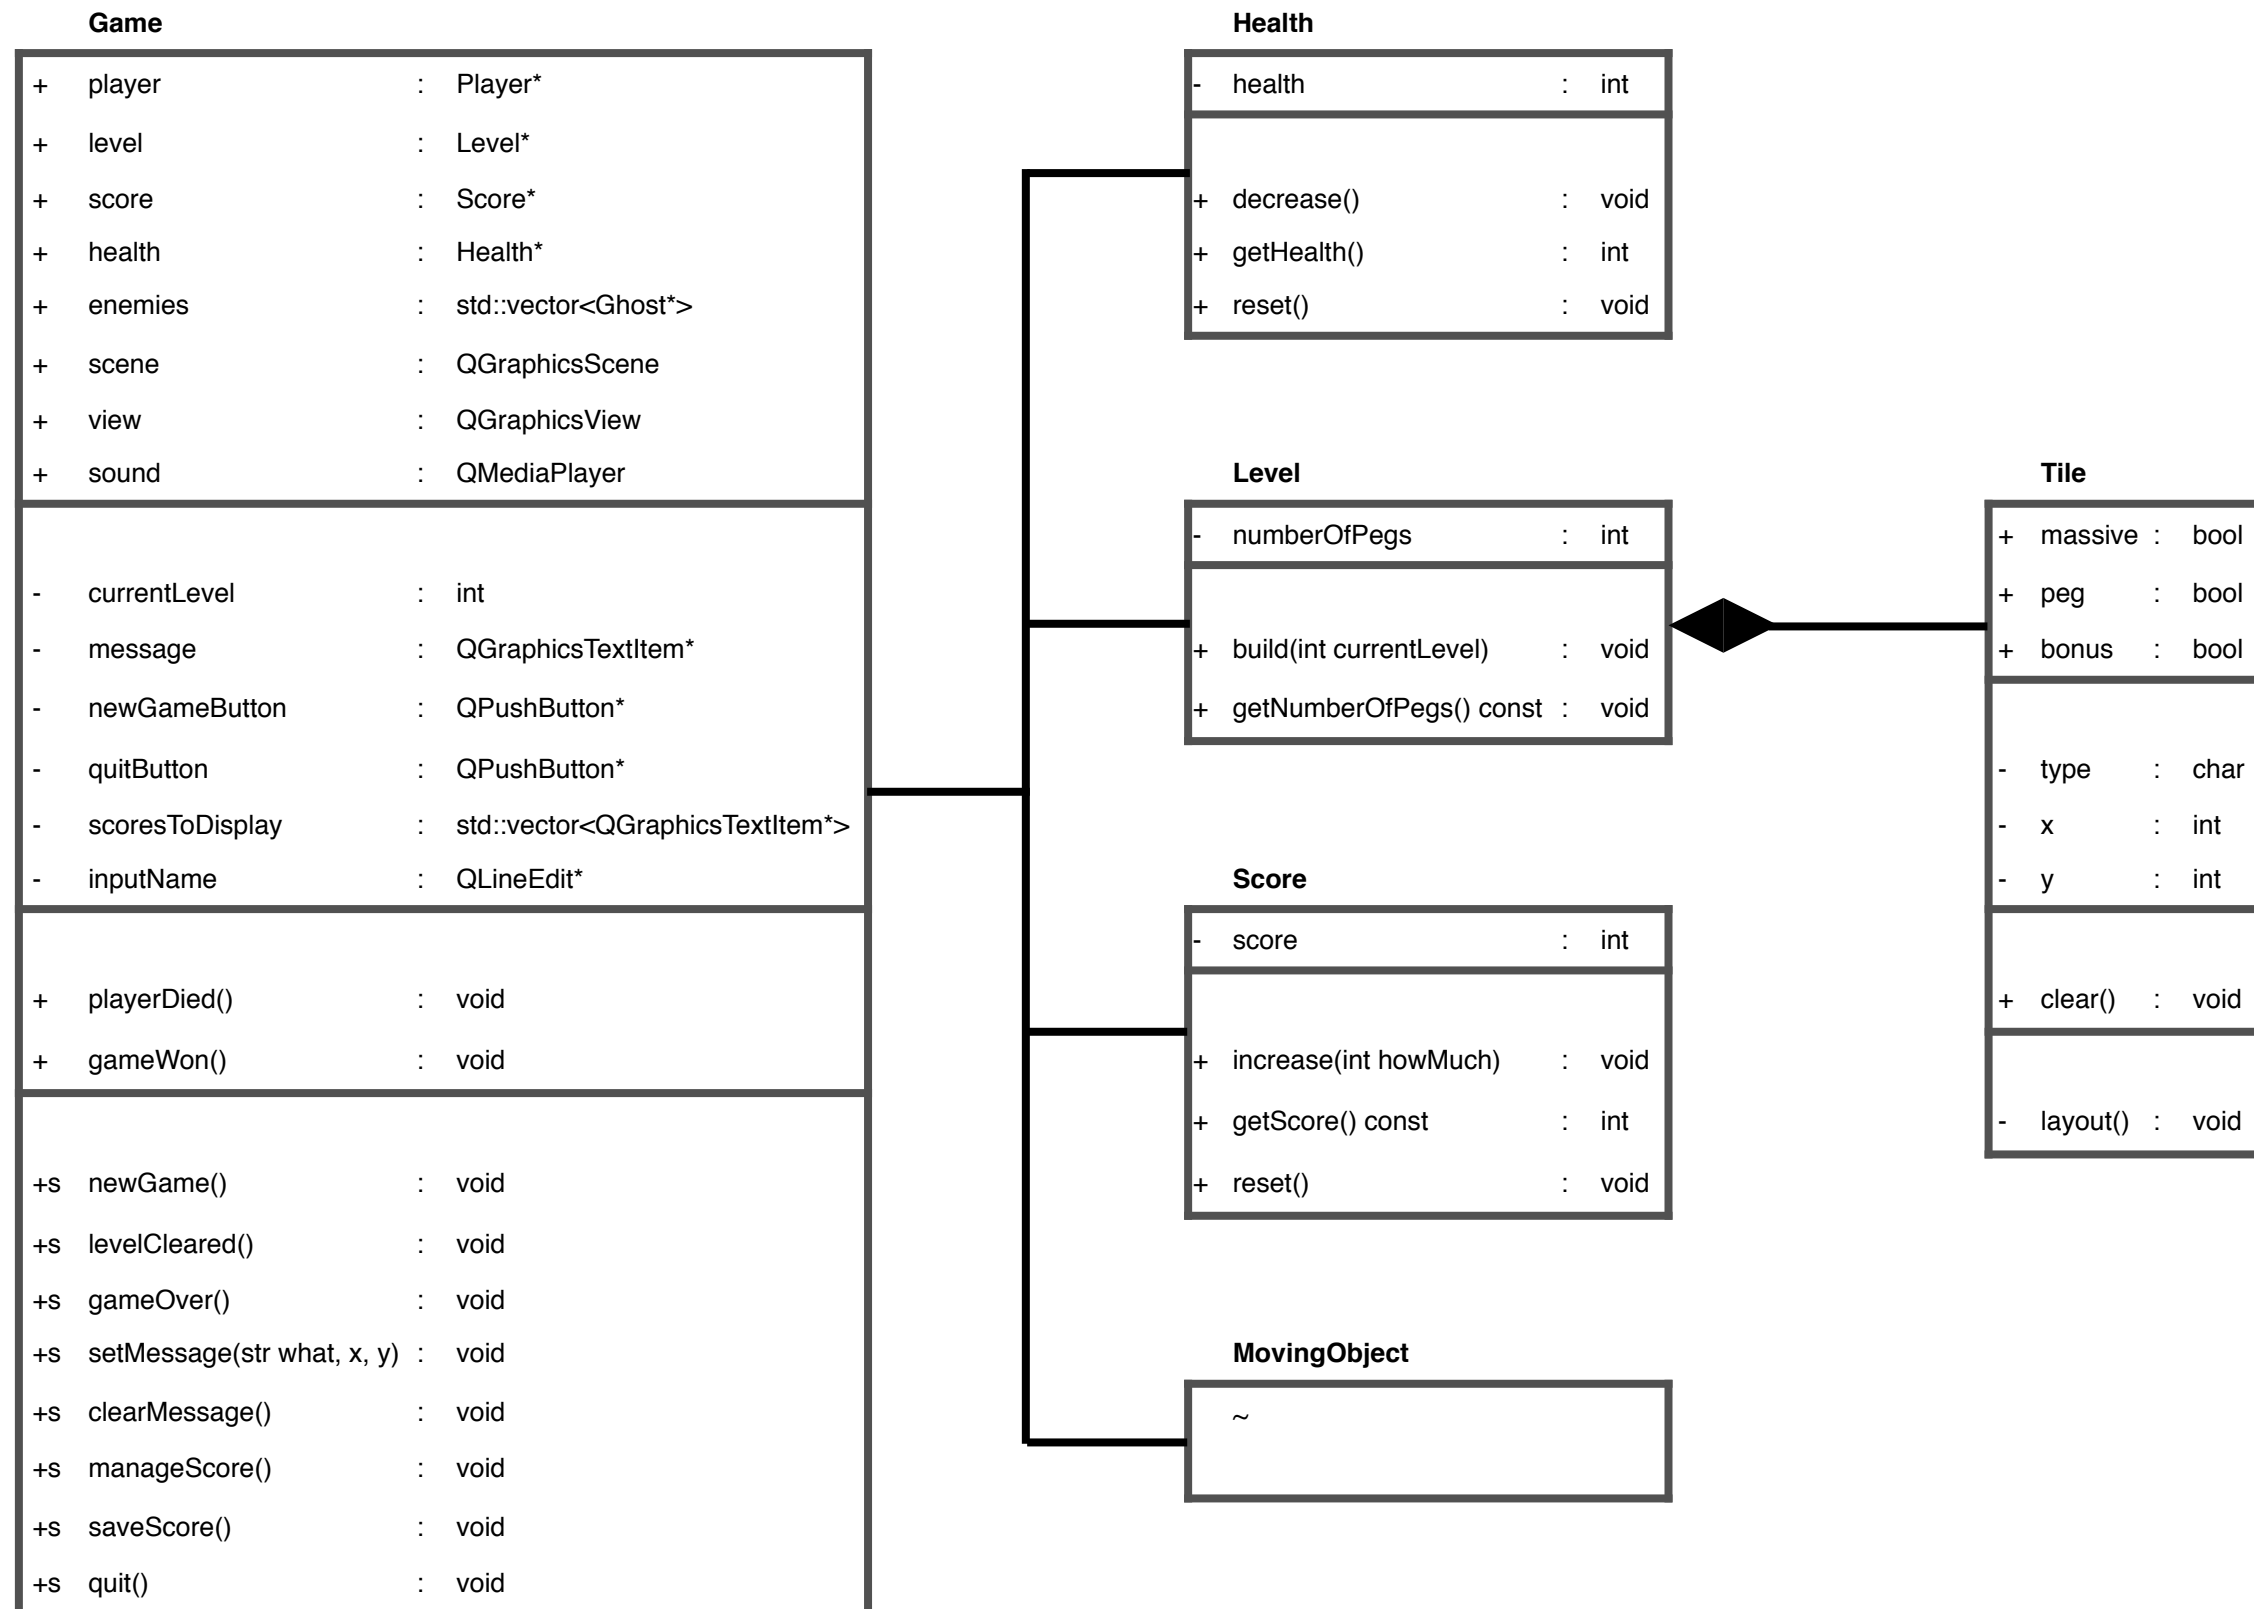 Game
+ player : Player*
+ level : Level*
+ score : Score*
+ health : Health*
+ enemies : std::vector<Ghost*>
+ scene : QGraphicsScene
+ view : QGraphicsView
+ sound : QMediaPlayer
- currentLevel : int
- message : QGraphicsTextItem*
- newGameButton : QPushButton*
- quitButton : QPushButton*
- scoresToDisplay : std::vector<QGraphicsTextItem*>
- inputName : QLineEdit*
+ playerDied() : void
+ gameWon() : void
+s newGame() : void
+s levelCleared() : void
+s gameOver() : void
+s setMessage(str what, x, y) : void
+s clearMessage() : void
+s manageScore() : void
+s saveScore() : void
+s quit() : void
Health
- health : int
+ decrease() : void
+ getHealth() : int
+ reset() : void
Level
- numberOfPegs : int
+ build(int currentLevel) : void
+ getNumberOfPegs() const : void
Score
- score : int
+ increase(int howMuch) : void
+ getScore() const : int
+ reset() : void
MovingObject
~
Tile
+ massive : bool
+ peg : bool
+ bonus : bool
- type : char
- x : int
- y : int
+ clear() : void
- layout() : void